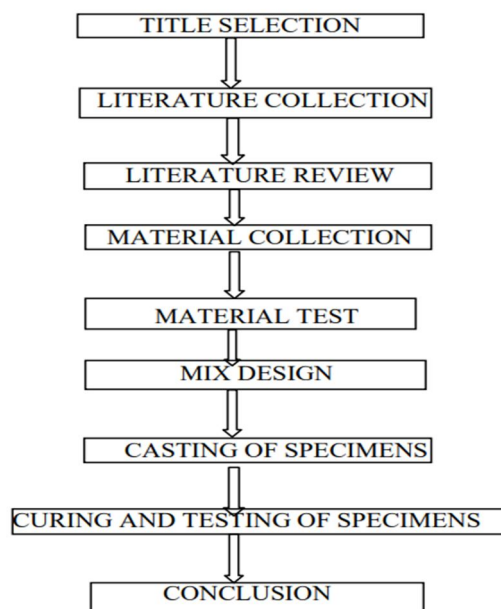 TITLE SELECTION
LITERATURE COLLECTION
LITERATURE REVIEW
MATERIAL COLLECTION
MATERIAL TEST
MIX DESIGN
CASTING OF SPECIMENS
CURING AND TESTING OF SPECIMENS
CONCLUSION